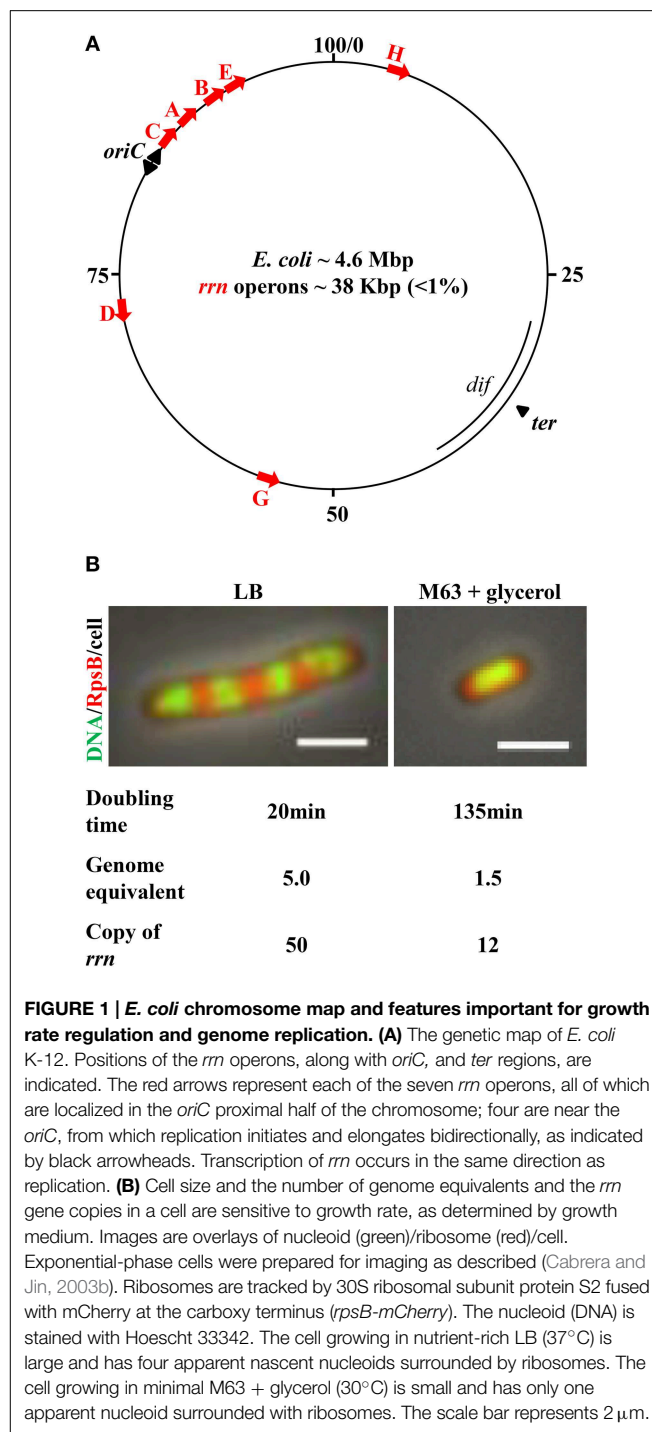 A
100/0
H
E
B
A
C
oriC
75
25
E. coli ~ 4.6 Mbp
rrn operons ~ 38 Kbp (<1%)
D
dif
ter
G
50
B
LB M63 + glycerol
DNA/RpsB/cell
Doubling time 20min 135min
Genome equivalent 5.0 1.5
Copy of rrn 50 12
FIGURE 1 | E. coli chromosome map and features important for growth
rate regulation and genome replication. (A) The genetic map of E. coli
K-12. Positions of the rrn operons, along with oriC, and ter regions, are
indicated. The red arrows represent each of the seven rrn operons, all of which
are localized in the oriC proximal half of the chromosome; four are near the
oriC, from which replication initiates and elongates bidirectionally, as indicated
by black arrowheads. Transcription of rrn occurs in the same direction as
replication. (B) Cell size and the number of genome equivalents and the rrn
gene copies in a cell are sensitive to growth rate, as determined by growth
medium. Images are overlays of nucleoid (green)/ribosome (red)/cell.
Exponential-phase cells were prepared for imaging as described (Cabrera and
Jin, 2003b). Ribosomes are tracked by 30S ribosomal subunit protein S2 fused
with mCherry at the carboxy terminus (rpsB-mCherry). The nucleoid (DNA) is
stained with Hoescht 33342. The cell growing in nutrient-rich LB (37°C) is
large and has four apparent nascent nucleoids surrounded by ribosomes. The
cell growing in minimal M63 + glycerol (30°C) is small and has only one
apparent nucleoid surrounded with ribosomes. The scale bar represents 2 μm.